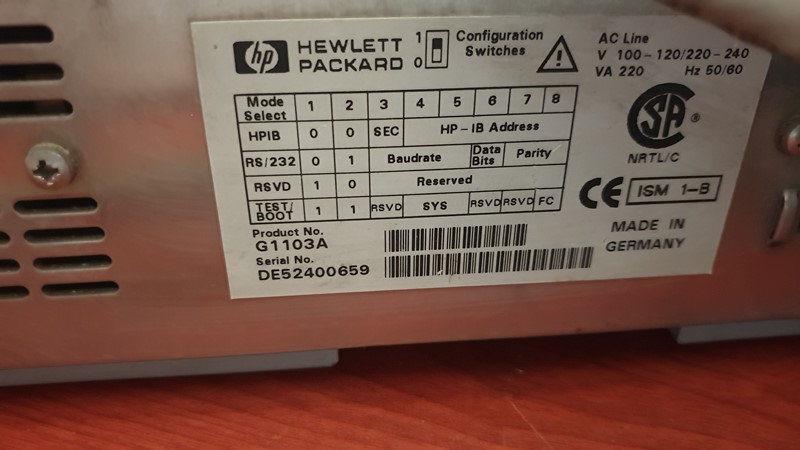 hp HEWLETT PACKARD
1 0 Configuration Switches
AC Line
V 100-120/220-240
VA 220 Hz 50/60
Mode Select 1 2 3 4 5 6 7 8
HPIB 0 0 SEC HP-IB Address
RS/232 0 1 Baudrate Data Bits Parity
RSVD 1 0 Reserved
TEST/BOOT 1 1 RSVD SYS RSVD RSVD FC
SA ®
NRTL/C
CE ISM 1-B
MADE IN
GERMANY
Product No.
G1103A
Serial No.
DE52400659